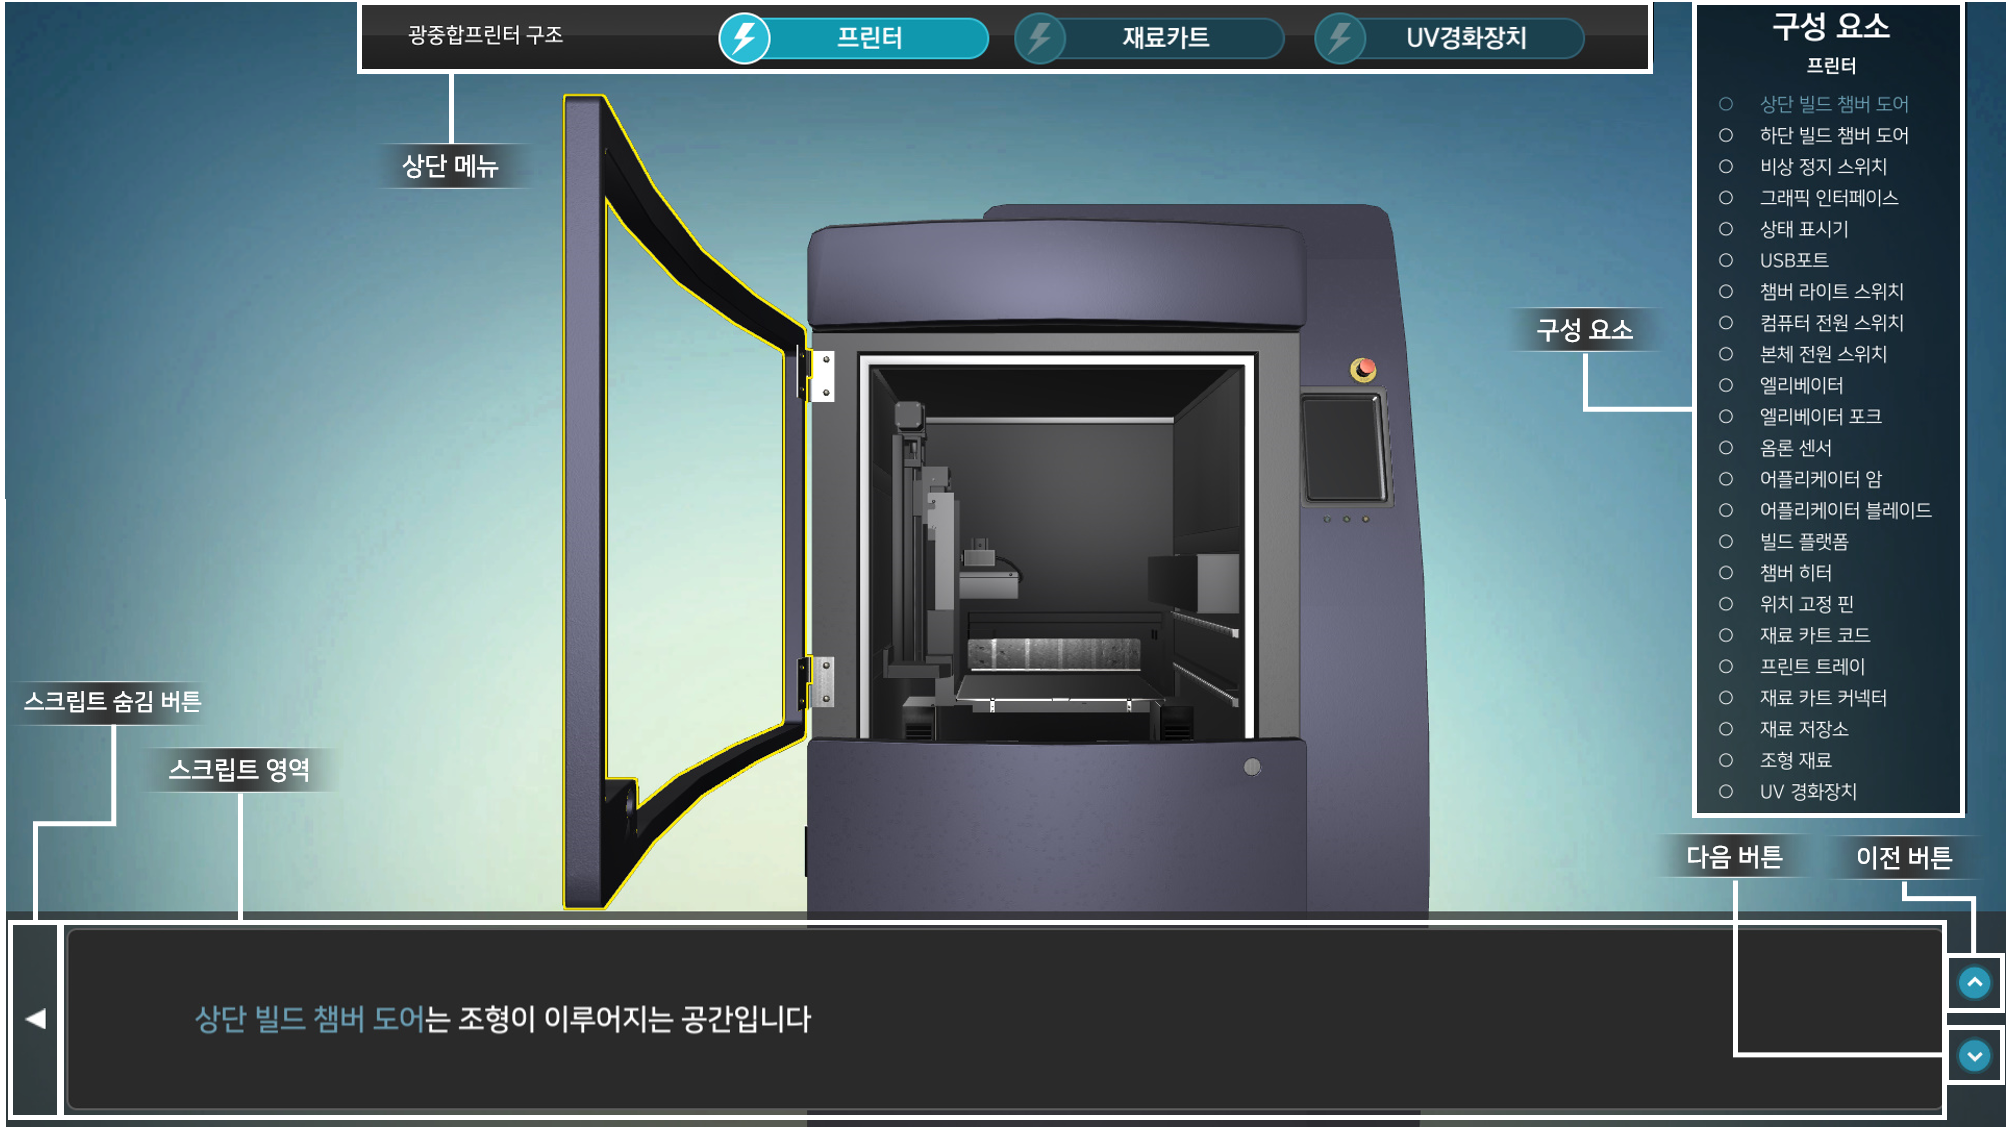 광중합프린터 구조
프린터
재료카트
UV경화장치
상단 메뉴
구성 요소
프린터
상단 빌드 챔버 도어
하단 빌드 챔버 도어
비상 정지 스위치
그래픽 인터페이스
상태 표시기
USB포트
챔버 라이트 스위치
컴퓨터 전원 스위치
본체 전원 스위치
엘리베이터
엘리베이터 포크
옴론 센서
어플리케이터 암
어플리케이터 블레이드
빌드 플랫폼
챔버 히터
위치 고정 핀
재료 카트 코드
프린트 트레이
재료 카트 커넥터
재료 저장소
조형 재료
UV 경화장치
구성 요소
스크립트 숨김 버튼
스크립트 영역
다음 버튼
이전 버튼
상단 빌드 챔버 도어는 조형이 이루어지는 공간입니다